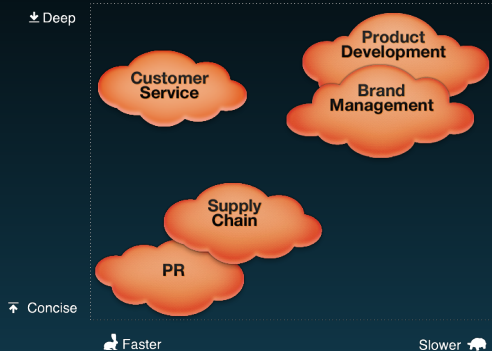 Deep
Product
Development
Customer
Service
Brand
Management
Supply
Chain
PR
Concise
Faster
Slower